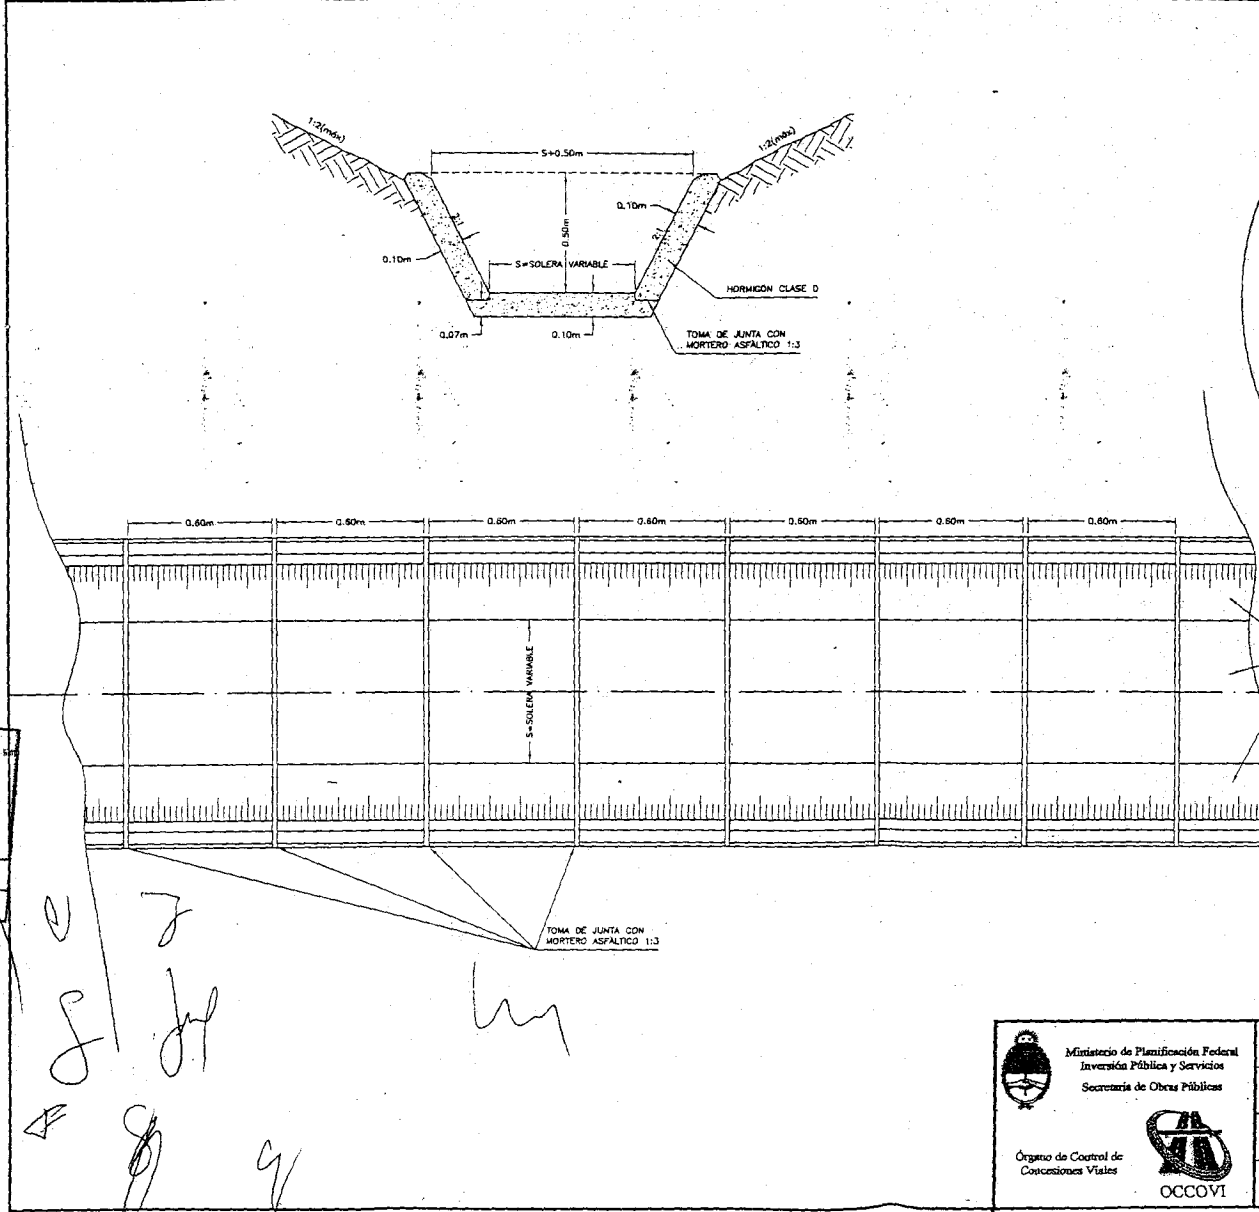 1:2(máx)
1:2(máx)
S+0.50m
0.10m
2:1
0.50m
2:1
0.10m
S=SOLERA VARIABLE
HORMIGON CLASE D
0.07m
0.10m
TOMA DE JUNTA CON
MORTERO ASFÁLTICO 1:3
0.60m 0.60m 0.60m 0.60m 0.60m 0.60m 0.60m
S=SOLERA VARIABLE
TOMA DE JUNTA CON
MORTERO ASFÁLTICO 1:3
Ministerio de Planificación Federal
Inversión Pública y Servicios
Secretaría de Obras Públicas
Órgano de Control de
Concesiones Viales
OCCOVI